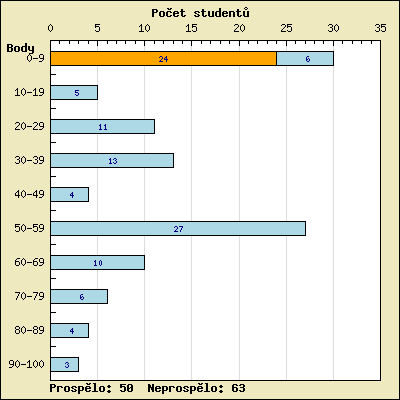 Počet studentů
0 5 10 15 20 25 30 35
Body
0-9 24 6
10-19 5
20-29 11
30-39 13
40-49 4
50-59 27
60-69 10
70-79 6
80-89 4
90-100 3
Prospělo: 50 Neprospělo: 63